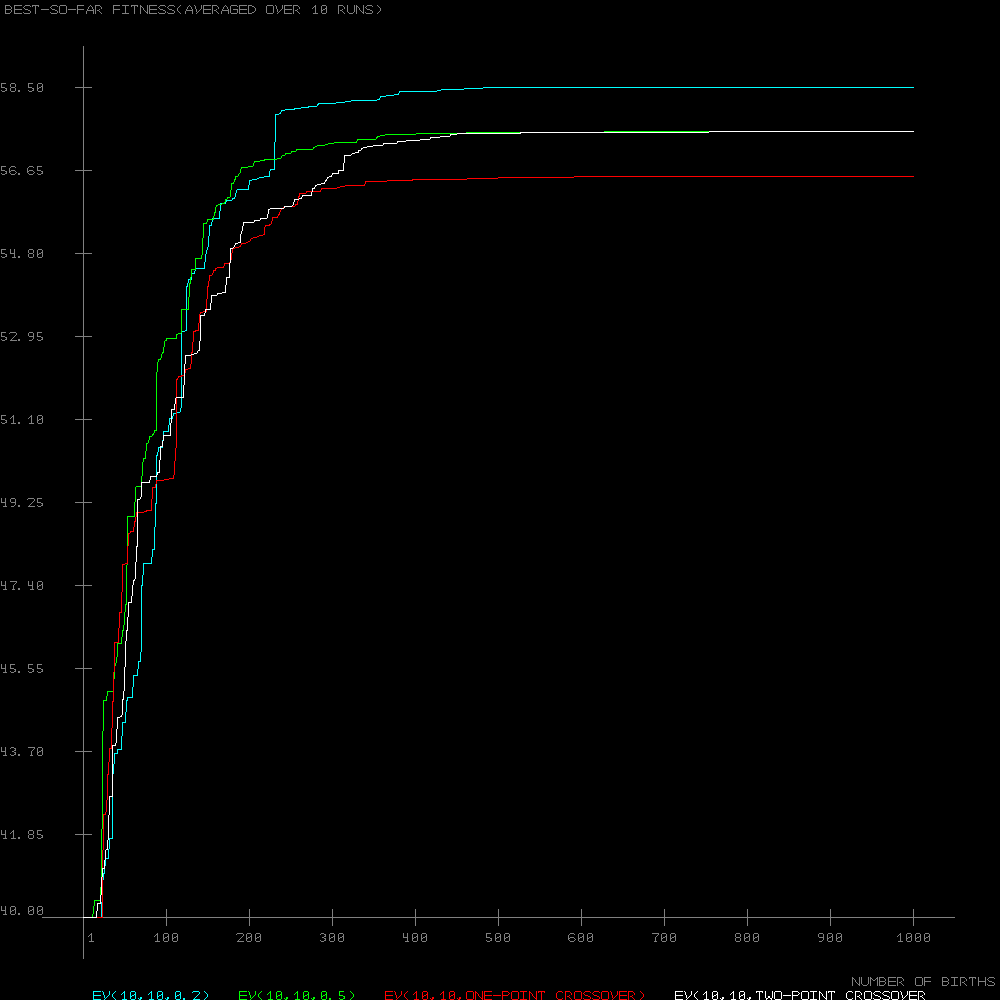 BEST-SO-FAR FITNESS(AVERAGED OVER 10 RUNS)
58.50
56.65
54.80
52.95
51.10
49.25
47.40
45.55
43.70
41.85
40.00
1 100 200 300 400 500 600 700 800 900 1000
NUMBER OF BIRTHS
EV(10,10,0.2) EV(10,10,0.5) EV(10,10,ONE-POINT CROSSOVER) EV(10,10,TWO-POINT CROSSOVER